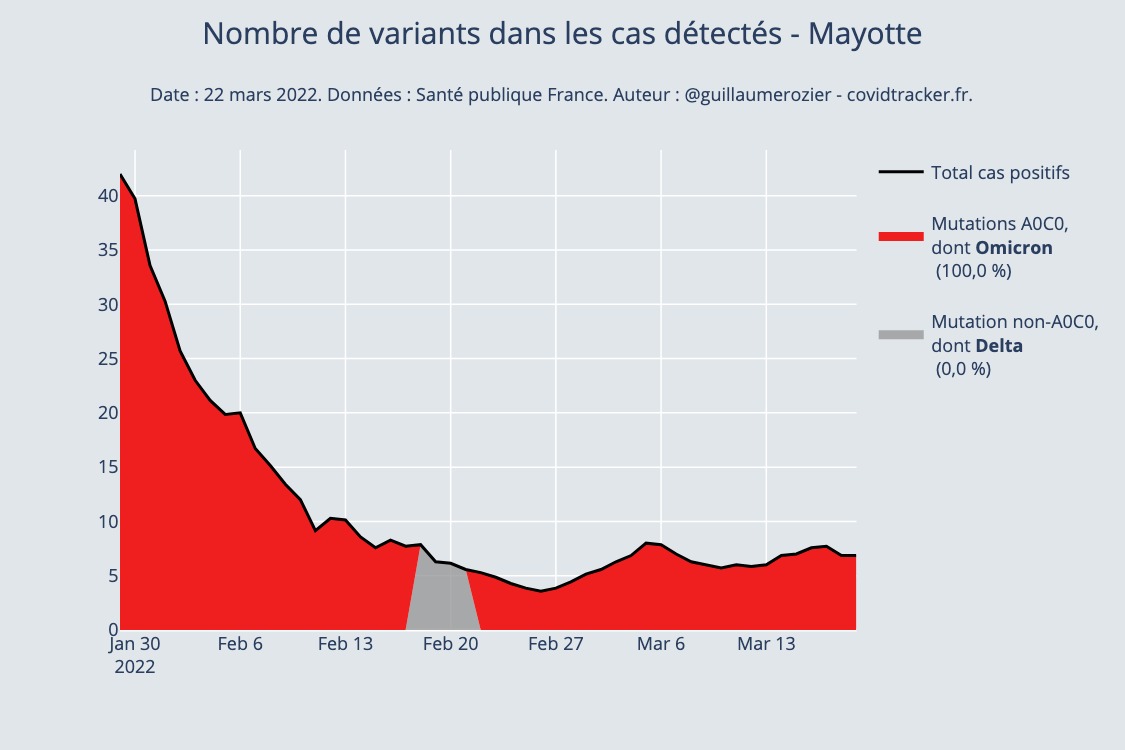 Nombre de variants dans les cas détectés - Mayotte
Date : 22 mars 2022. Données : Santé publique France. Auteur : @guillaumerozier - covidtracker.fr.
Total cas positifs
Mutations A0C0,
dont Omicron
(100,0 %)
Mutation non-A0C0,
dont Delta
(0,0 %)
40
35
30
25
20
15
10
5
0
Jan 30 Feb 6 Feb 13 Feb 20 Feb 27 Mar 6 Mar 13
2022